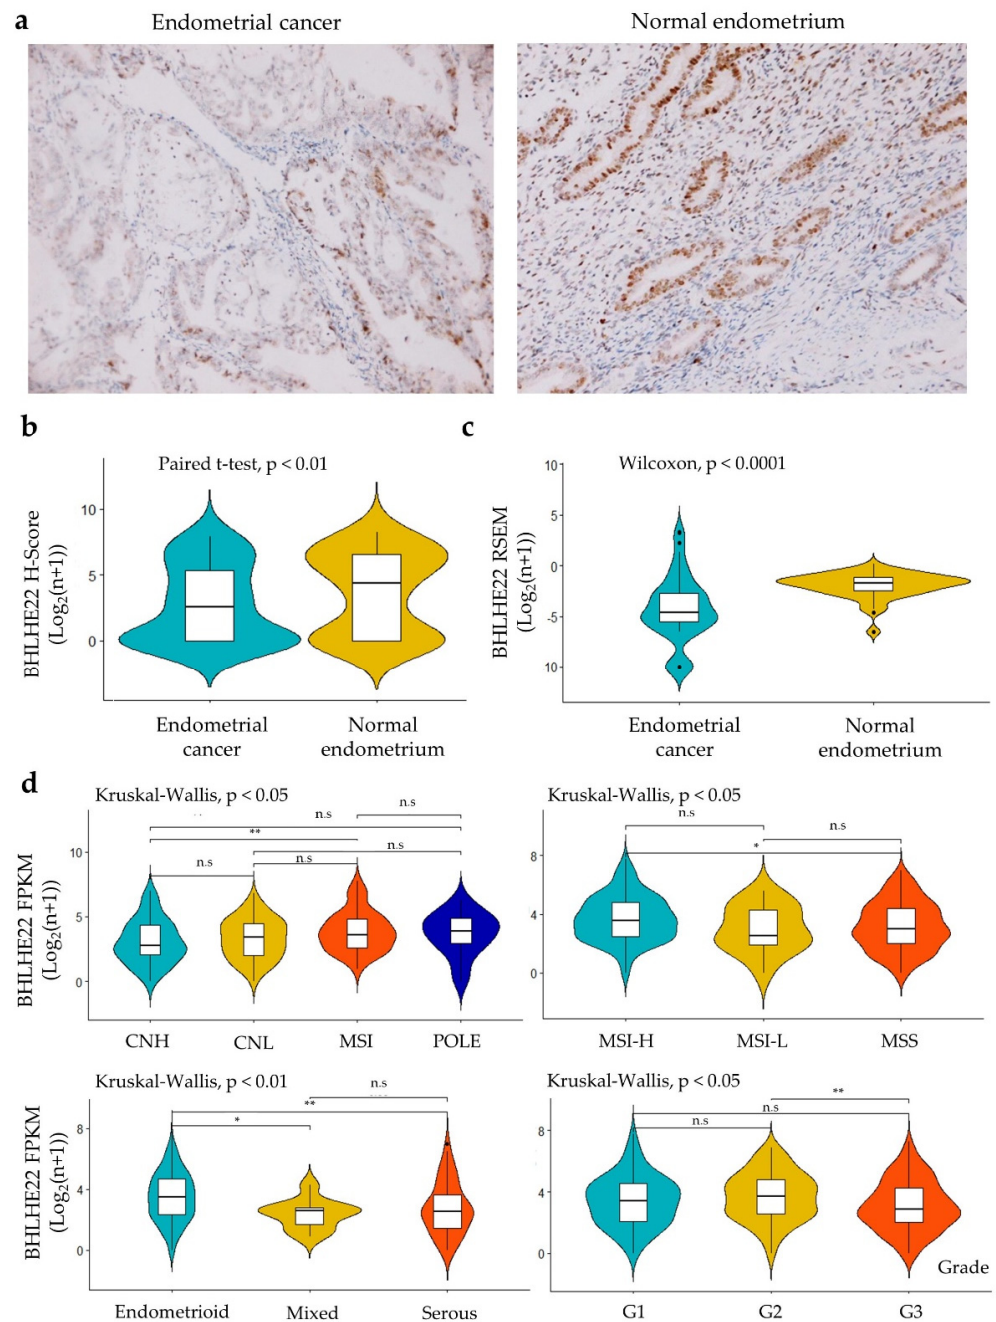 a
Endometrial cancer
Normal endometrium
b
Paired t-test, p < 0.01
BHLHE22 H-Score
(Log₂(n+1))
10
5
0
Endometrial
cancer
Normal
endometrium
c
Wilcoxon, p < 0.0001
BHLHE22 RSEM
(Log₂(n+1))
10
5
0
-5
10
Endometrial
cancer
Normal
endometrium
d
Kruskal-Wallis, p < 0.05
BHLHE22 FPKM
(Log₂(n+1))
10
5
0
n.s
n.s
**
n.s
n.s
n.s
CNH
CNL
MSI
POLE
Kruskal-Wallis, p < 0.05
8
4
0
n.s
n.s
*
MSI-H
MSI-L
MSS
Kruskal-Wallis, p < 0.01
BHLHE22 FPKM
(Log₂(n+1))
8
4
0
n.s
**
*
Endometrioid
Mixed
Serous
Kruskal-Wallis, p < 0.05
8
4
0
**
n.s
n.s
Grade
G1
G2
G3